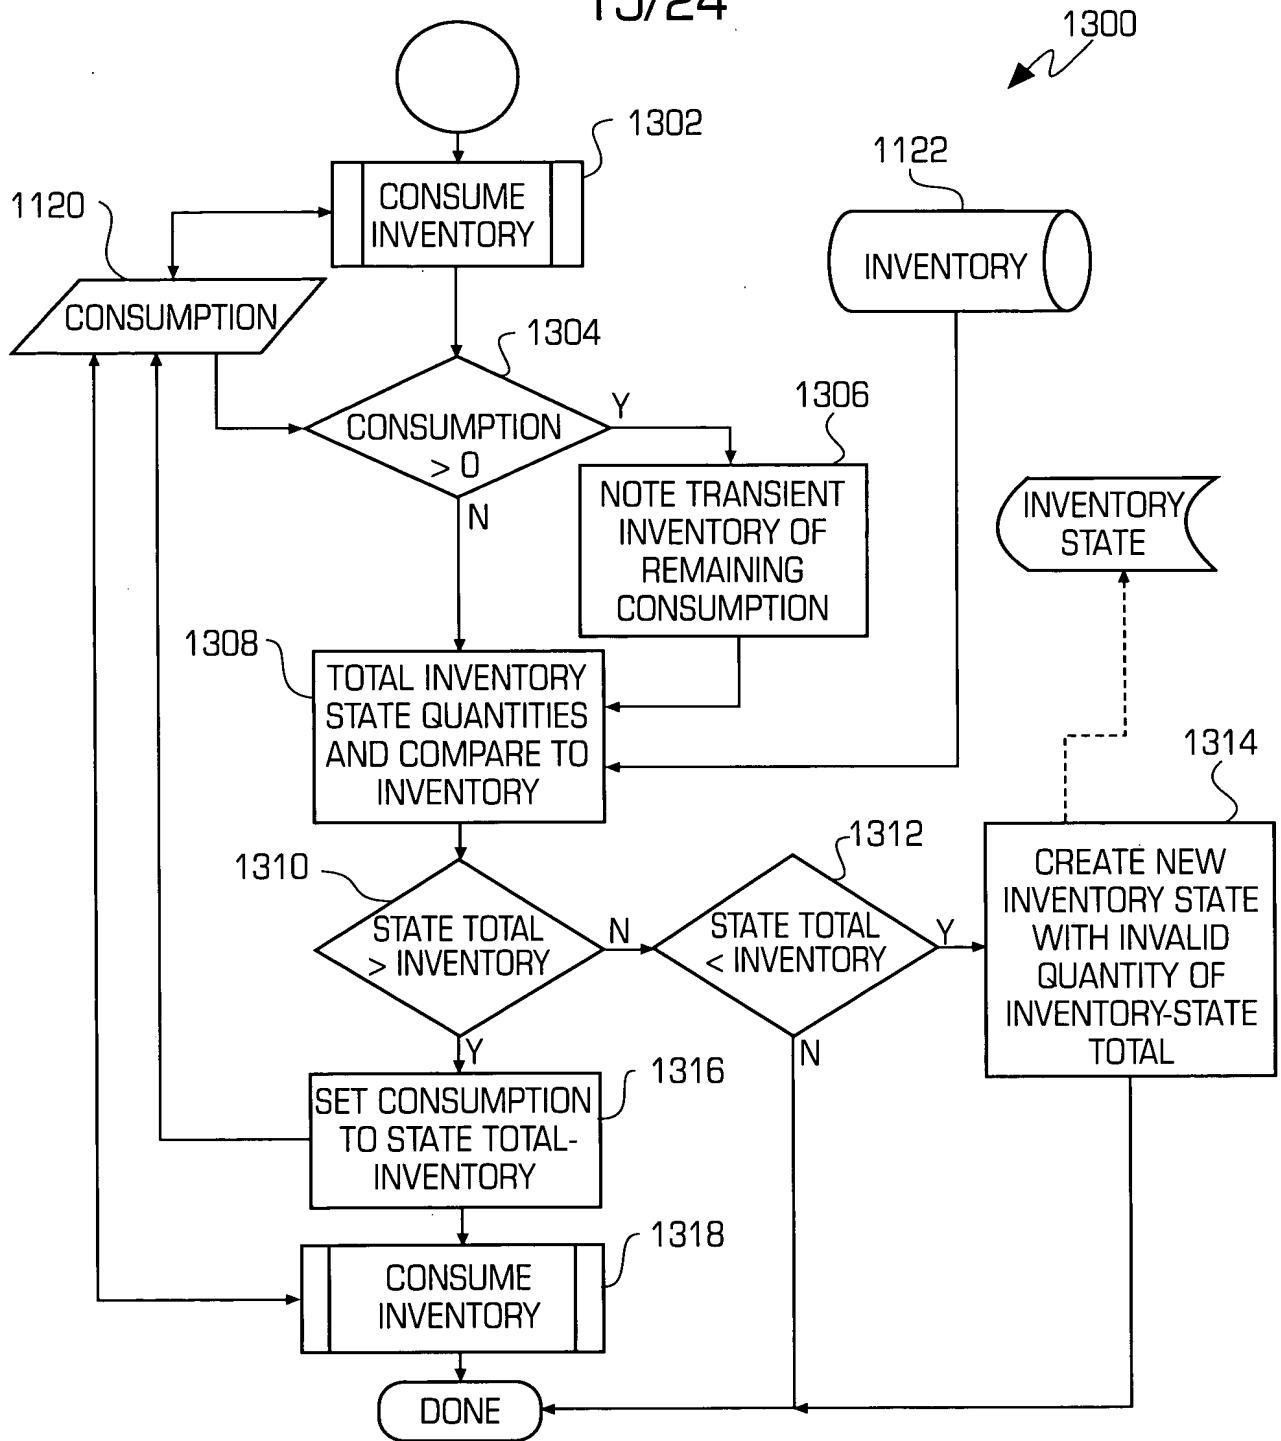 1300
1302
CONSUME
INVENTORY
1122
INVENTORY
1120
CONSUMPTION
1304
CONSUMPTION
> 0
Y
N
1306
NOTE TRANSIENT
INVENTORY OF
REMAINING
CONSUMPTION
INVENTORY
STATE
1308
TOTAL INVENTORY
STATE QUANTITIES
AND COMPARE TO
INVENTORY
1310
STATE TOTAL
> INVENTORY
N
Y
1312
STATE TOTAL
< INVENTORY
Y
N
1314
CREATE NEW
INVENTORY STATE
WITH INVALID
QUANTITY OF
INVENTORY-STATE
TOTAL
1316
SET CONSUMPTION
TO STATE TOTAL-
INVENTORY
1318
CONSUME
INVENTORY
DONE